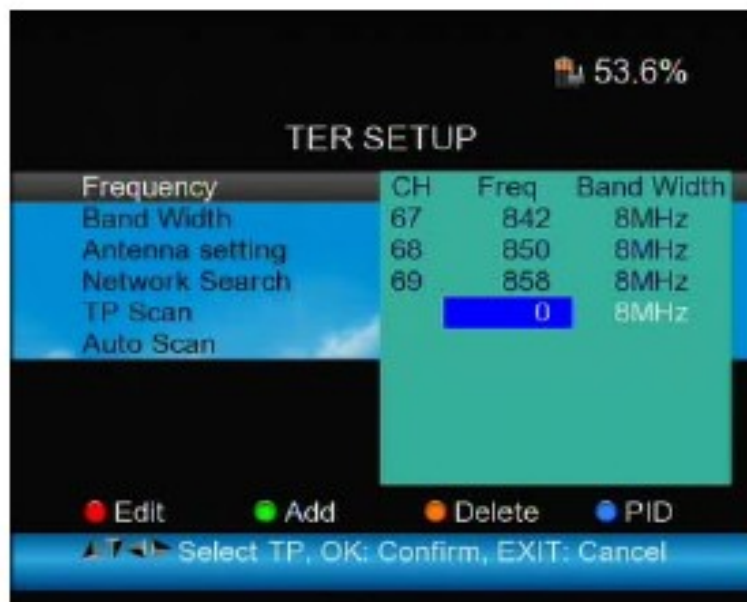 53.6%
TER SETUP
Frequency
Band Width
Antenna setting
Network Search
TP Scan
Auto Scan
CH Freq Band Width
67 842 8MHz
68 850 8MHz
69 858 8MHz
0 8MHz
Edit Add Delete PID
Select TP, OK: Confirm, EXIT: Cancel